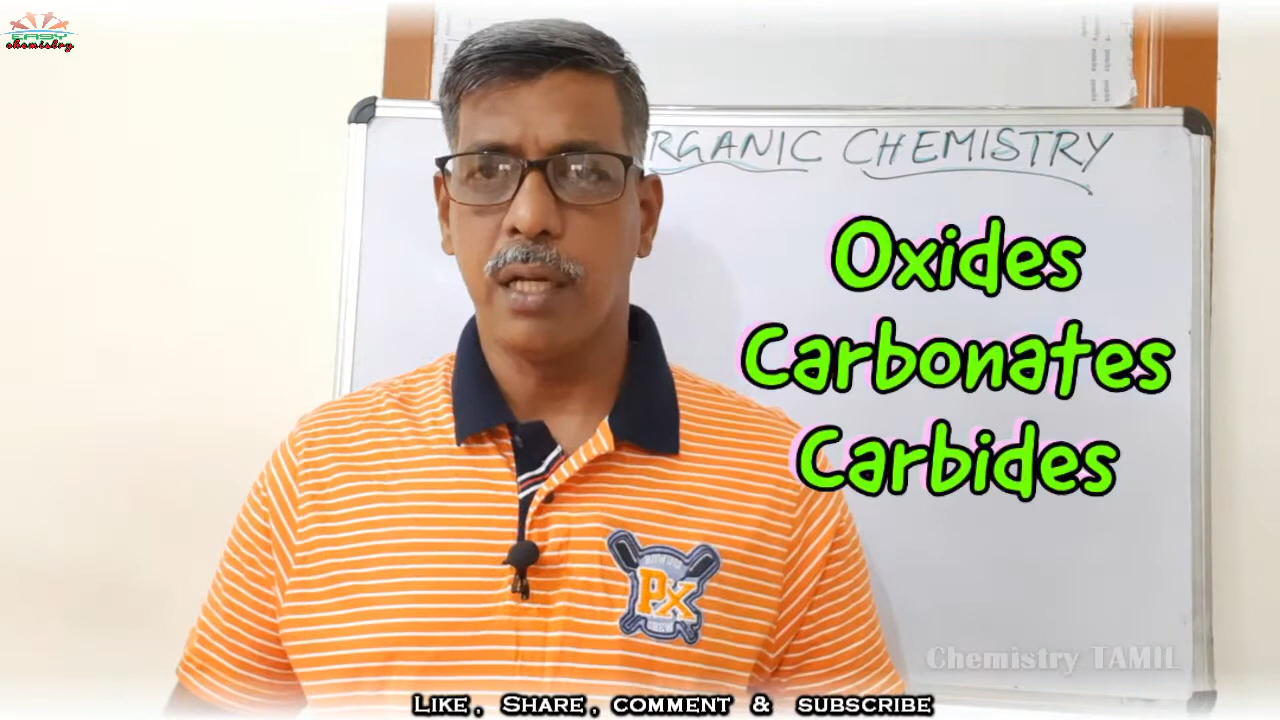 EASY
chemistry
RGANIC CHEMISTRY
Oxides
Carbonates
Carbides
PX
Chemistry TAMIL
LIKE, SHARE, COMMENT & SUBSCRIBE